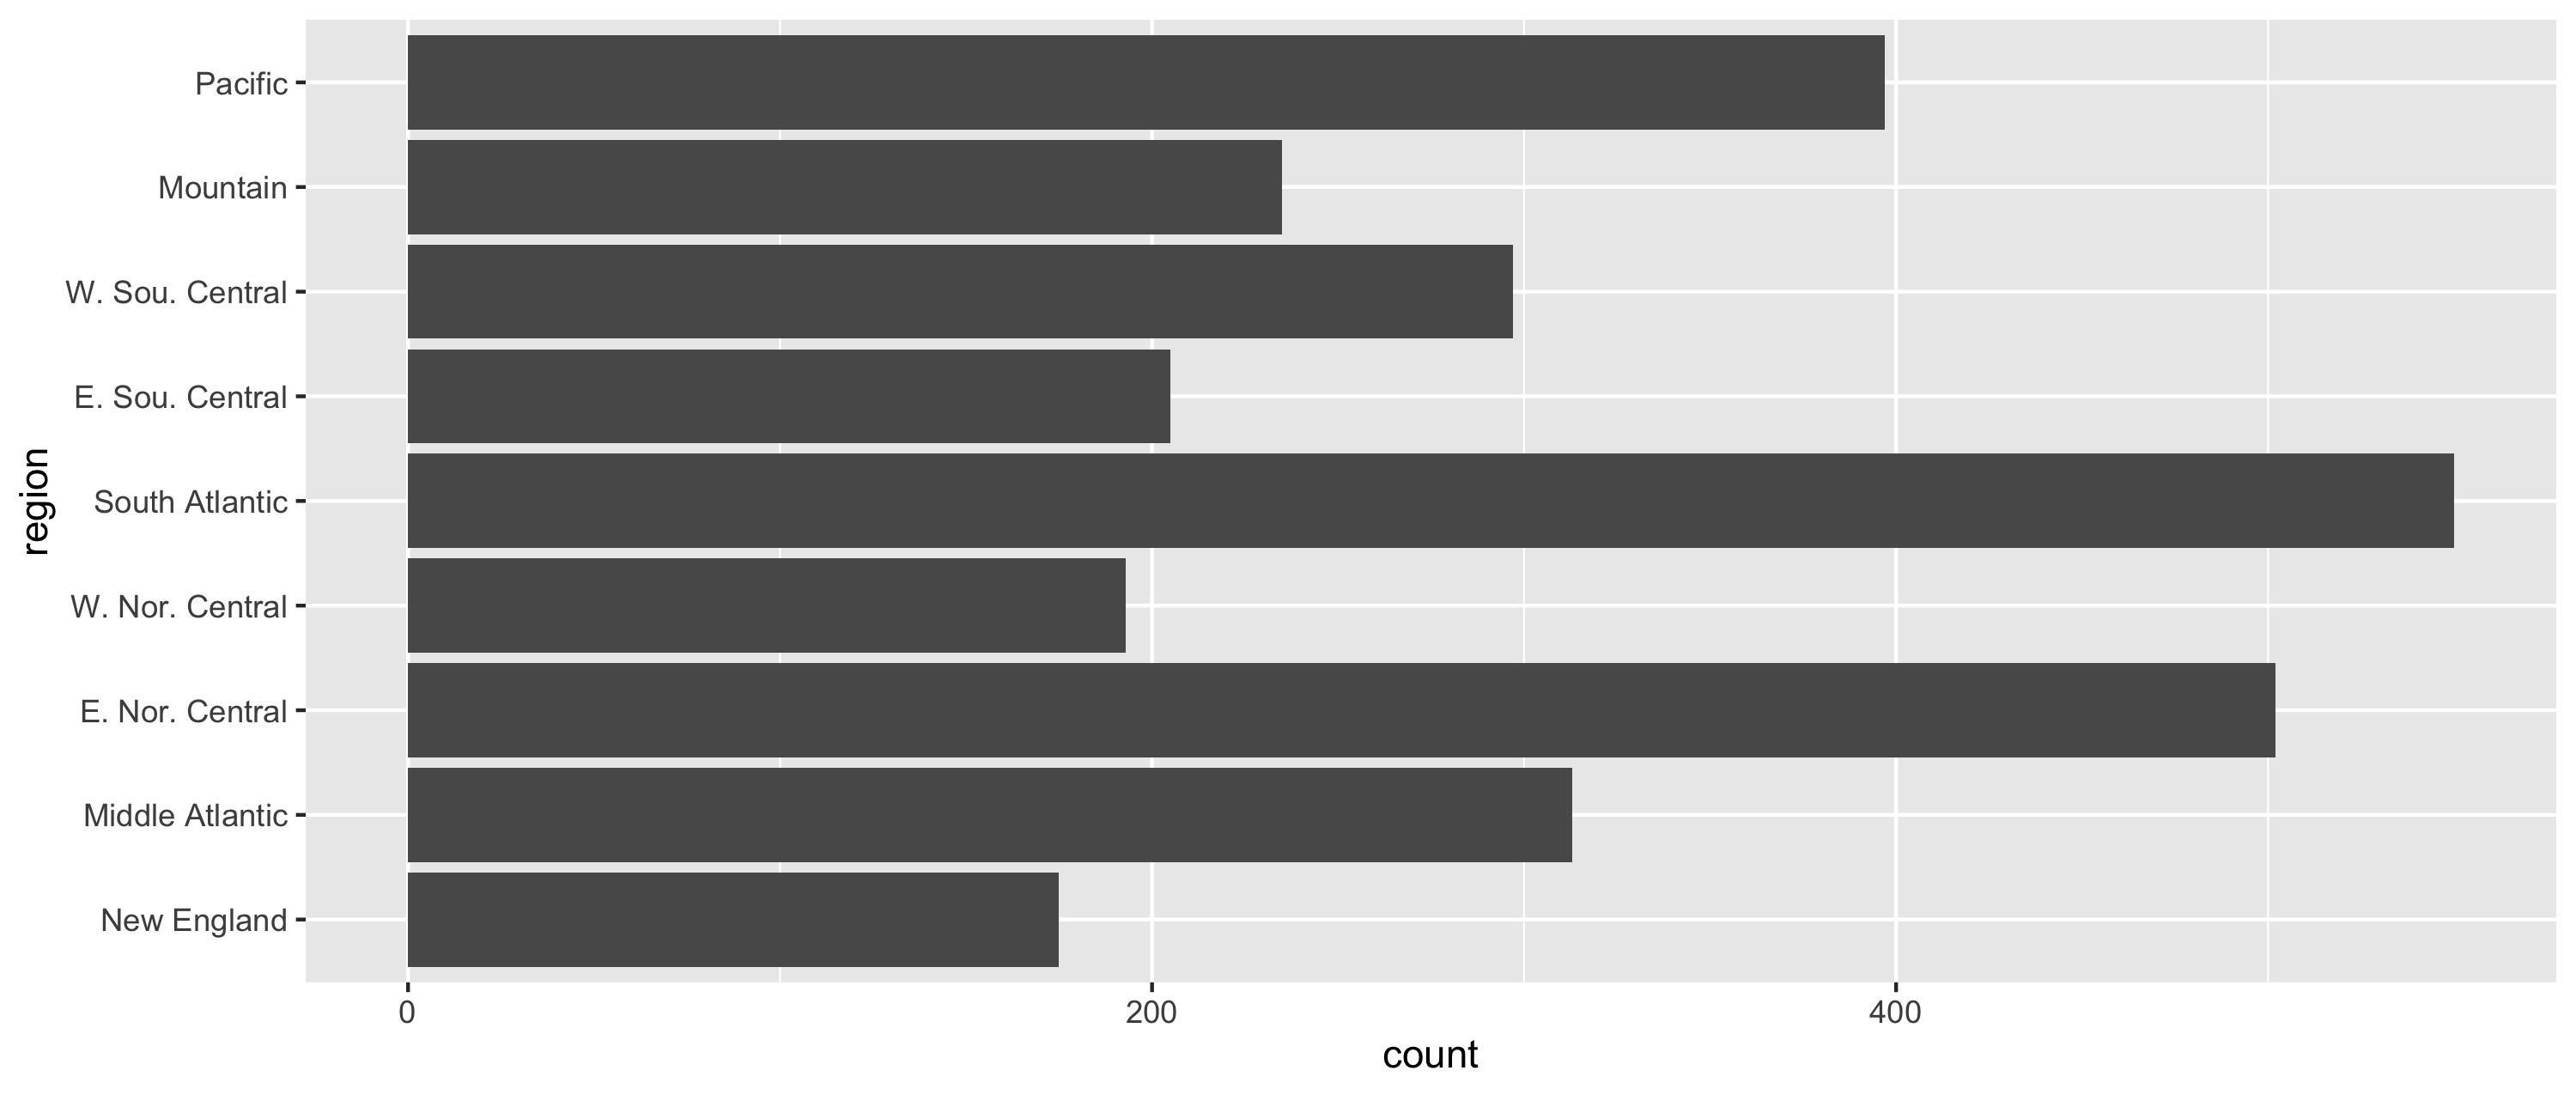 Pacific
Mountain
W. Sou. Central
E. Sou. Central
South Atlantic
W. Nor. Central
E. Nor. Central
Middle Atlantic
New England
region
0 200 400
count